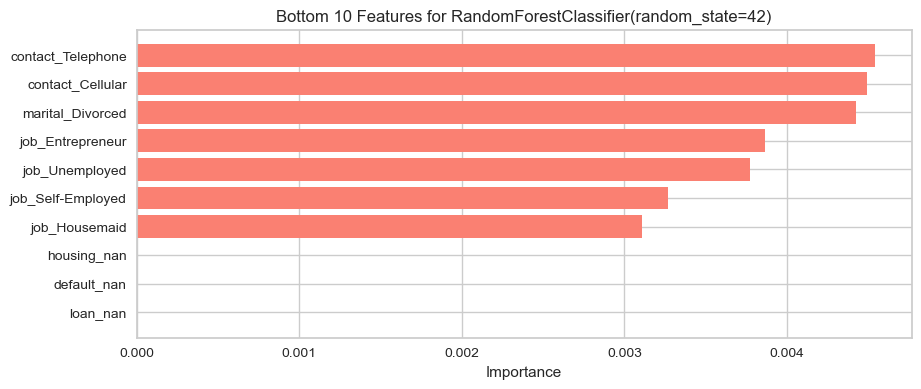 Bottom 10 Features for RandomForestClassifier(random_state=42)
contact_Telephone
contact_Cellular
marital_Divorced
job_Entrepreneur
job_Unemployed
job_Self-Employed
job_Housemaid
housing_nan
default_nan
loan_nan
0.000 0.001 0.002 0.003 0.004
Importance